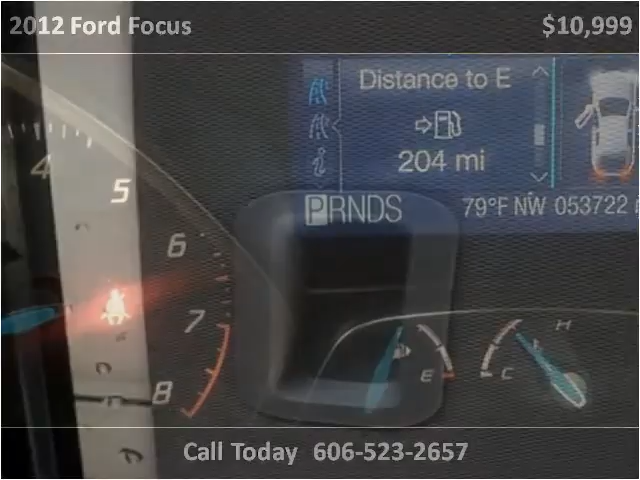 2012 Ford Focus
$10,999
Distance to E
204 mi
PRNDS
79°F NW 053722
4
5
6
7
8
E
C
H
Call Today 606-523-2657